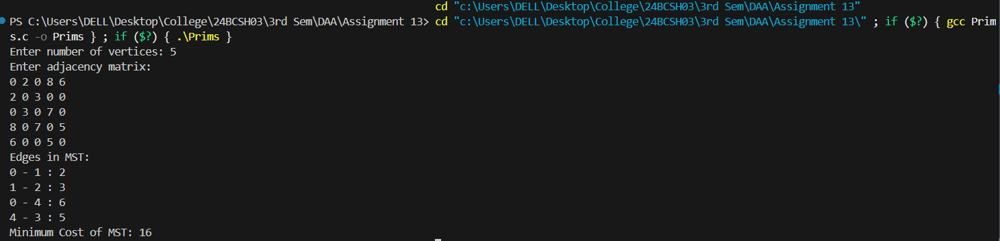 cd "c:\Users\DELL\Desktop\College\24BCSH03\3rd Sem\DAA\Assignment 13"
PS C:\Users\DELL\Desktop\College\24BCSH03\3rd Sem\DAA\Assignment 13> cd "c:\Users\DELL\Desktop\College\24BCSH03\3rd Sem\DAA\Assignment 13\" ; if ($?) { gcc Prim
s.c -o Prims } ; if ($?) { .\Prims }
Enter number of vertices: 5
Enter adjacency matrix:
0 2 0 8 6
2 0 3 0 0
0 3 0 7 0
8 0 7 0 5
6 0 0 5 0
Edges in MST:
0 - 1 : 2
1 - 2 : 3
0 - 4 : 6
4 - 3 : 5
Minimum Cost of MST: 16